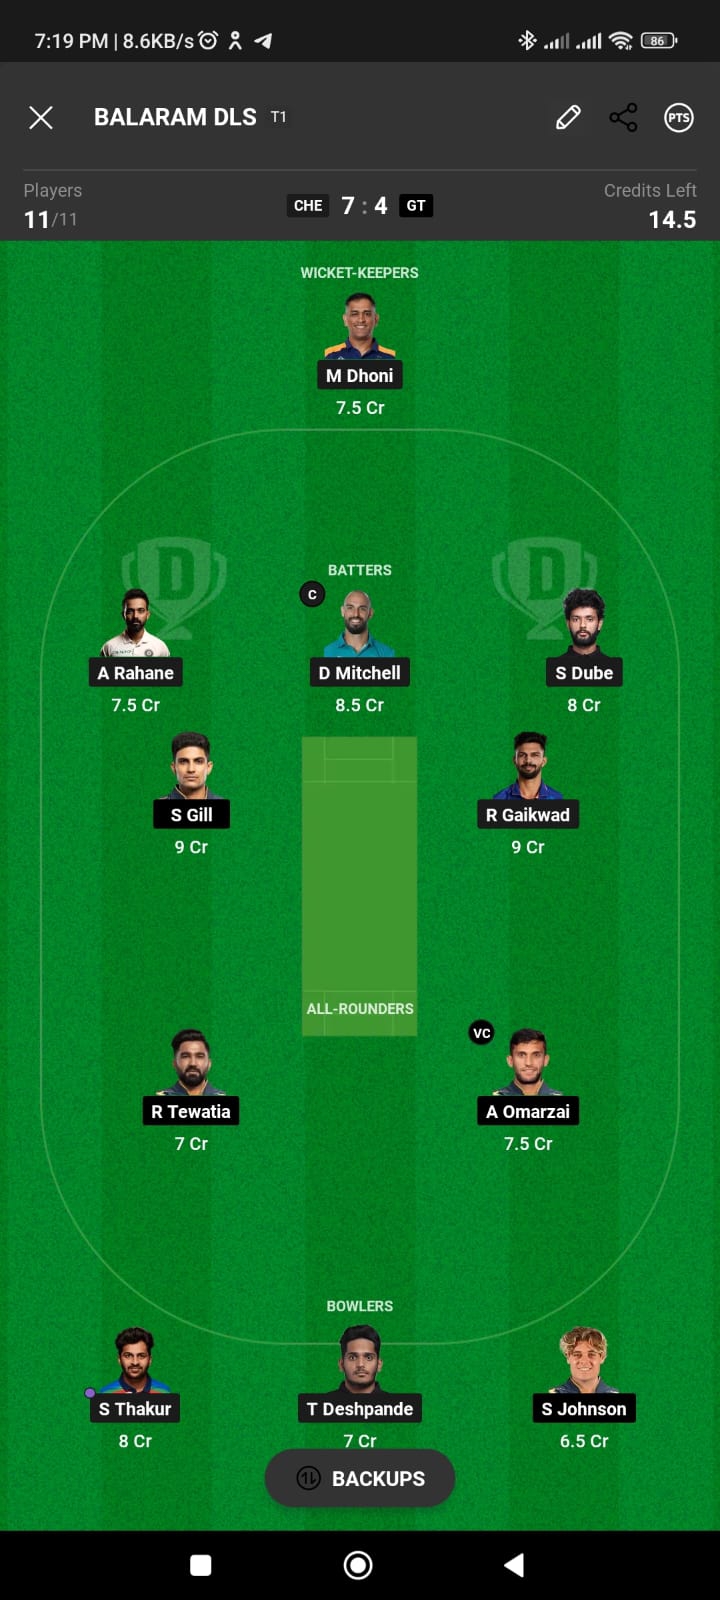 7:19 PM | 8.6KB/s
86
BALARAM DLS T1
PTS
Players
Credits Left
11/11
CHE 7 : 4 GT
14.5
WICKET-KEEPERS
M Dhoni
7.5 Cr
D
D
BATTERS
C
A Rahane
D Mitchell
S Dube
7.5 Cr
8.5 Cr
8 Cr
S Gill
R Gaikwad
9 Cr
9 Cr
ALL-ROUNDERS
VC
R Tewatia
A Omarzai
7 Cr
7.5 Cr
BOWLERS
S Thakur
T Deshpande
S Johnson
8 Cr
7 Cr
6.5 Cr
BACKUPS